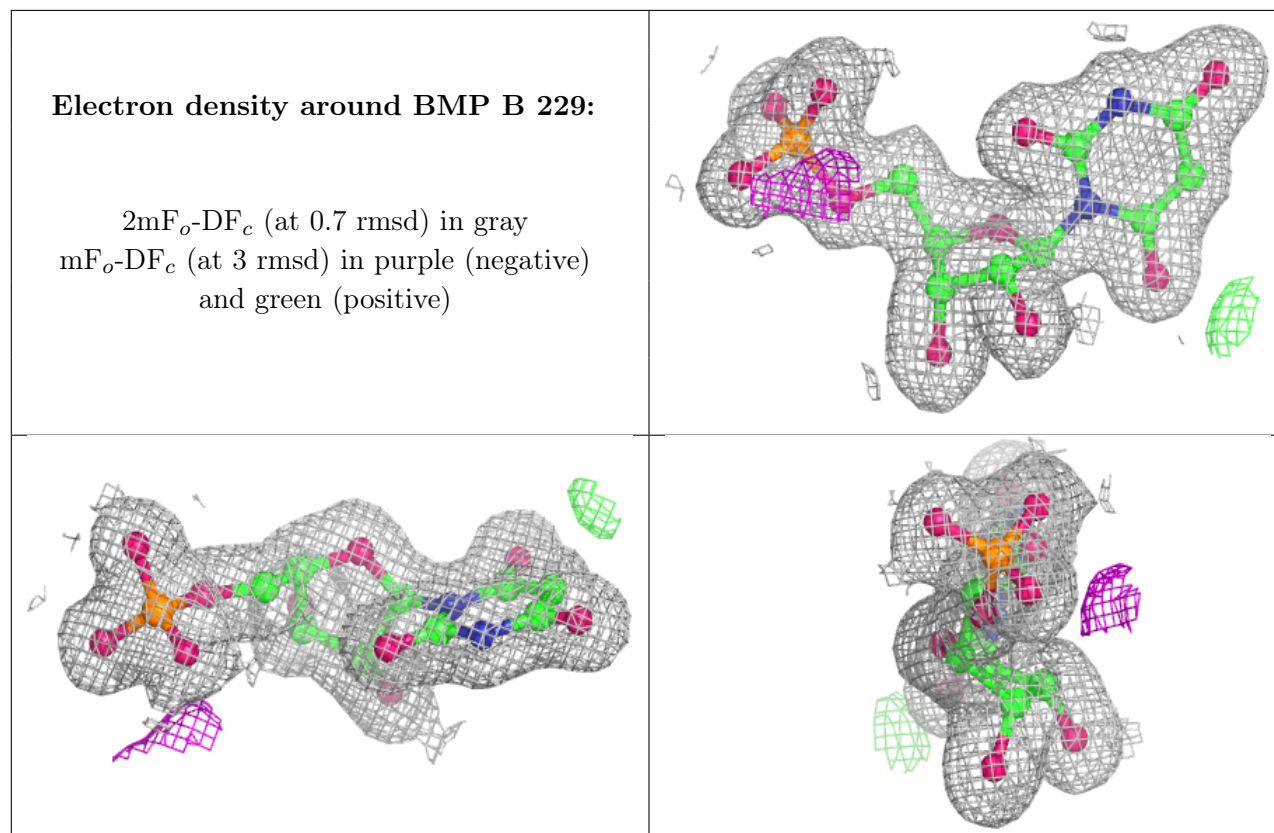 Electron density around BMP B 229:
2mFo-DFc (at 0.7 rmsd) in gray
mFo-DFc (at 3 rmsd) in purple (negative)
and green (positive)